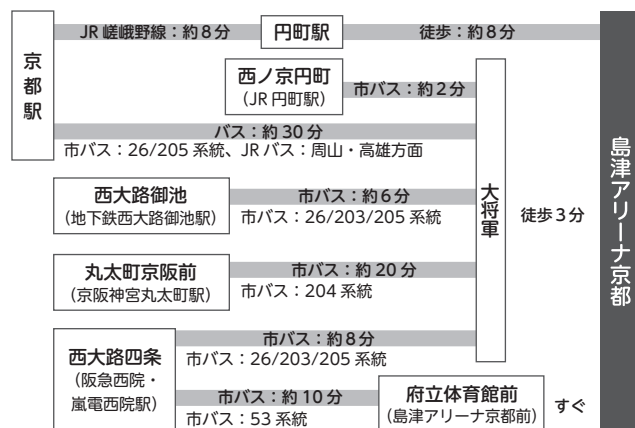 京都駅
JR 嵯峨野線：約８分
円町駅
徒歩：約８分
西ノ京円町
（JR 円町駅）
市バス：約２分
バス：約 30 分
市バス：26/205 系統、JR バス：周山・高雄方面
西大路御池
（地下鉄西大路御池駅）
市バス：約６分
市バス：26/203/205 系統
丸太町京阪前
（京阪神宮丸太町駅）
市バス：約 20 分
市バス：204 系統
西大路四条
（阪急西院・
嵐電西院駅）
市バス：約８分
市バス：26/203/205 系統
市バス：約 10 分
市バス：53 系統
府立体育館前
（島津アリーナ京都前）
すぐ
大将軍
徒歩３分
島津アリーナ京都